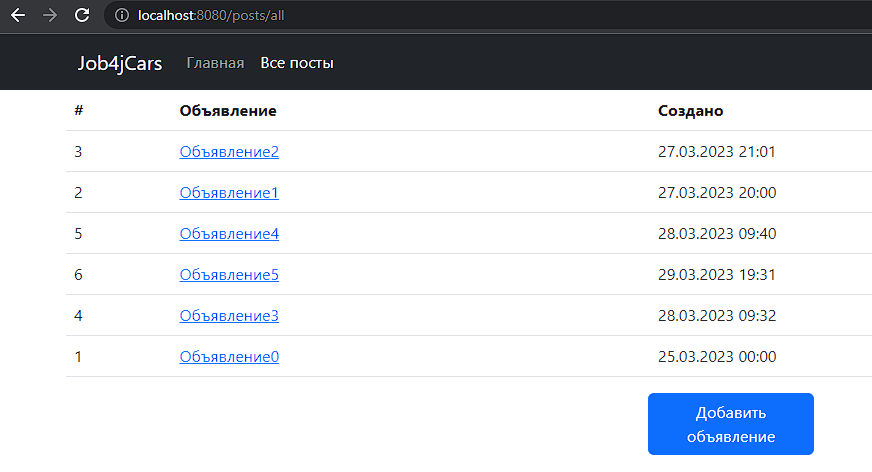 localhost:8080/posts/all
Job4jCars Главная Все посты
# Объявление Создано
3 Объявление2 27.03.2023 21:01
2 Объявление1 27.03.2023 20:00
5 Объявление4 28.03.2023 09:40
6 Объявление5 29.03.2023 19:31
4 Объявление3 28.03.2023 09:32
1 Объявление0 25.03.2023 00:00
Добавить
объявление